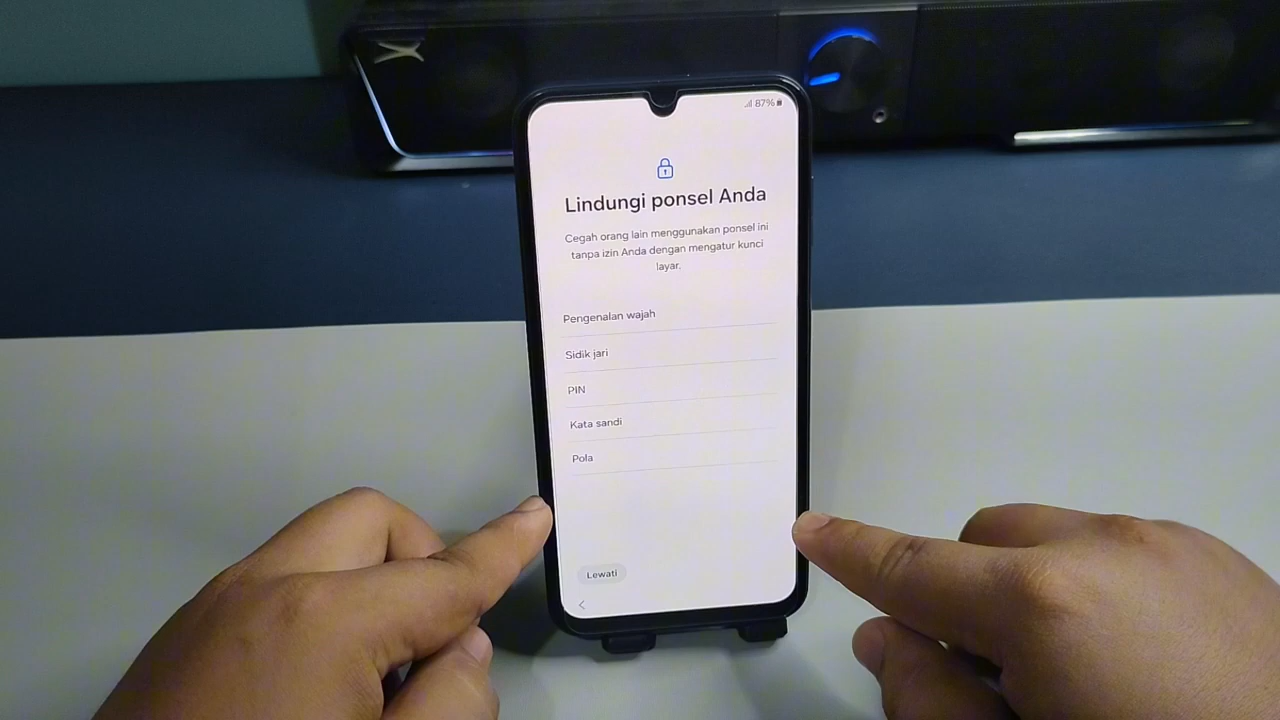 87%
Lindungi ponsel Anda
Cegah orang lain menggunakan ponsel ini
tanpa izin Anda dengan mengatur kunci
layar.
Pengenalan wajah
Sidik jari
PIN
Kata sandi
Pola
Lewati